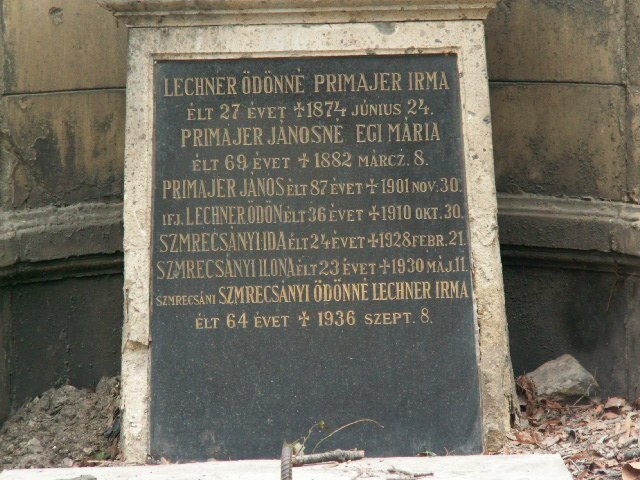 LECHNER ÖDÖNNÉ PRIMAJER IRMA
ÉLT 27 ÉVET ✝1874 JÚNIUS 24.
PRIMAJER JÁNOSNÉ EGI MÁRIA
ÉLT 69 ÉVET ✝ 1882 MÁRCZ. 8.
PRIMAJER JÁNOS ÉLT 87 ÉVET ✝ 1901 NOV. 30.
IFJ. LECHNER ÖDÖN ÉLT 36 ÉVET ✝ 1910 OKT. 30.
SZMRECSÁNYI IDA ÉLT 24 ÉVET ✝ 1928 FEBR. 21.
SZMRECSÁNYI ILONA ÉLT 23 ÉVET ✝ 1930 MÁJ. 11.
SZMRECSÁNI SZMRECSÁNYI ÖDÖNNÉ LECHNER IRMA
ÉLT 64 ÉVET ✝ 1936 SZEPT. 8.